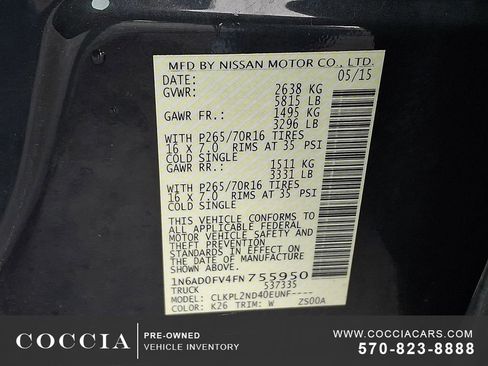 MFD BY NISSAN MOTOR CO., LTD.
DATE: 05/15
GVWR: 2638 KG
5815 LB
GAWR FR.: 1495 KG
3296 LB
WITH P265/70R16 TIRES
16 X 7.0 RIMS AT 35 PSI
COLD SINGLE
GAWR RR.: 1511 KG
3331 LB
WITH P265/70R16 TIRES
16 X 7.0 RIMS AT 35 PSI
COLD SINGLE
THIS VEHICLE CONFORMS TO
ALL APPLICABLE FEDERAL
MOTOR VEHICLE SAFETY AND
THEFT PREVENTION
STANDARDS IN EFFECT ON
THE DATE OF MANUFACTURE
SHOWN ABOVE.
1N6AD0FV4FN755950
TRUCK 537335
MODEL: CLKPL2ND40EUNF----
COLOR: K26 TRIM: W ZS00A
COCCIA
PRE-OWNED
VEHICLE INVENTORY
WWW.COCCIACARS.COM
570-823-8888